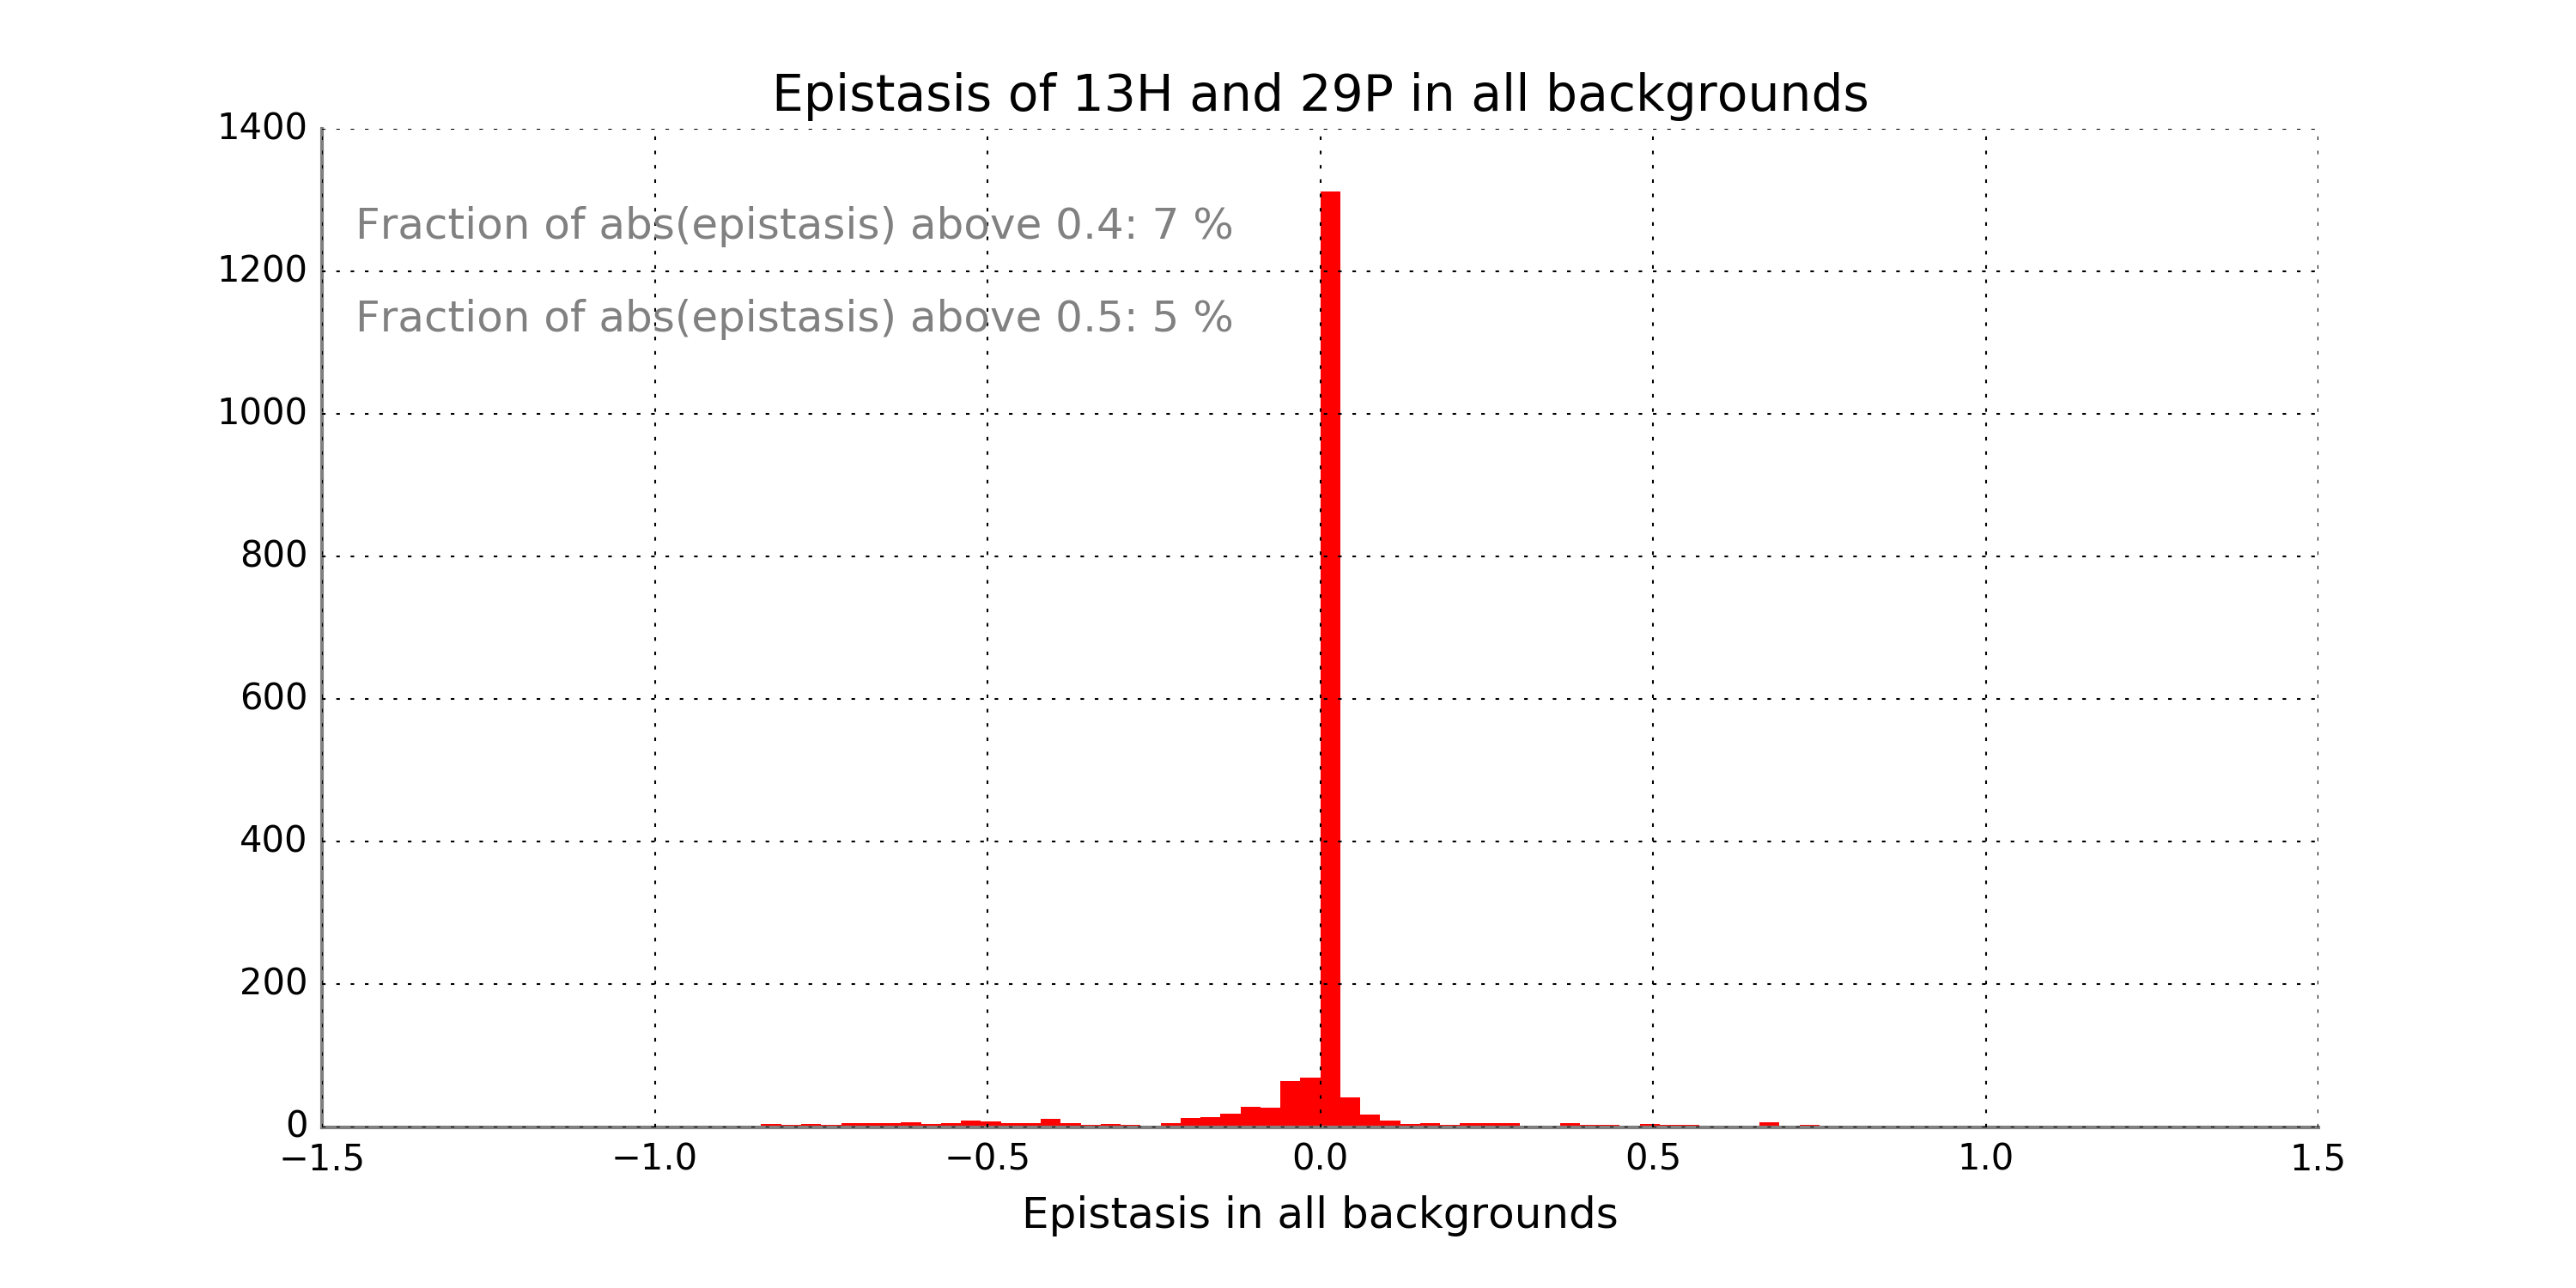 Epistasis of 13H and 29P in all backgrounds
1400
Fraction of abs(epistasis) above 0.4: 7 %
1200
Fraction of abs(epistasis) above 0.5: 5 %
1000
800
600
400
200
0
−1.5 −1.0 −0.5 0.0 0.5 1.0 1.5
Epistasis in all backgrounds